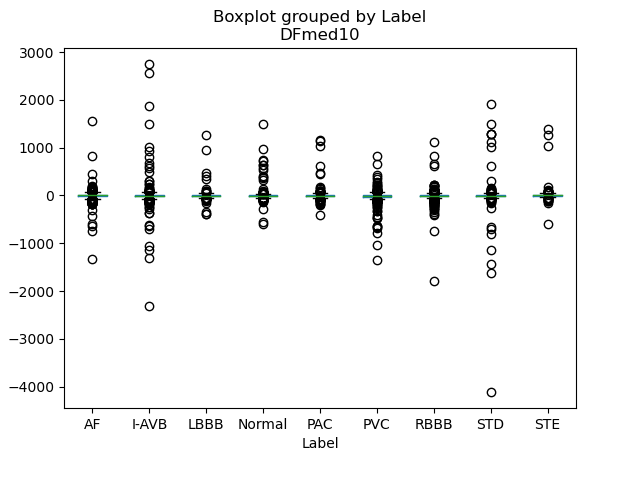 Boxplot grouped by Label
DFmed10
3000
2000
1000
0
−1000
−2000
−3000
−4000
AF I-AVB LBBB Normal PAC PVC RBBB STD STE
Label